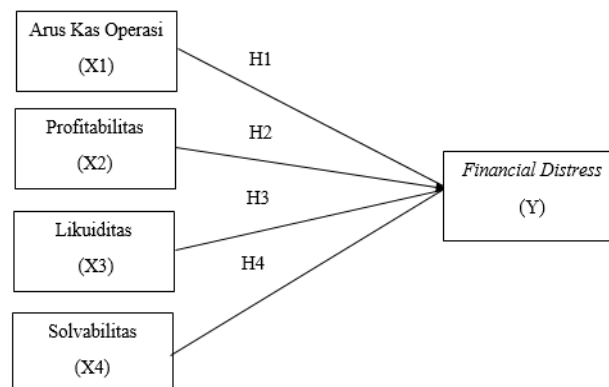 Arus Kas Operasi
(X1)
H1
Profitabilitas
(X2)
H2
Financial Distress
(Y)
H3
Likuiditas
(X3)
H4
Solvabilitas
(X4)